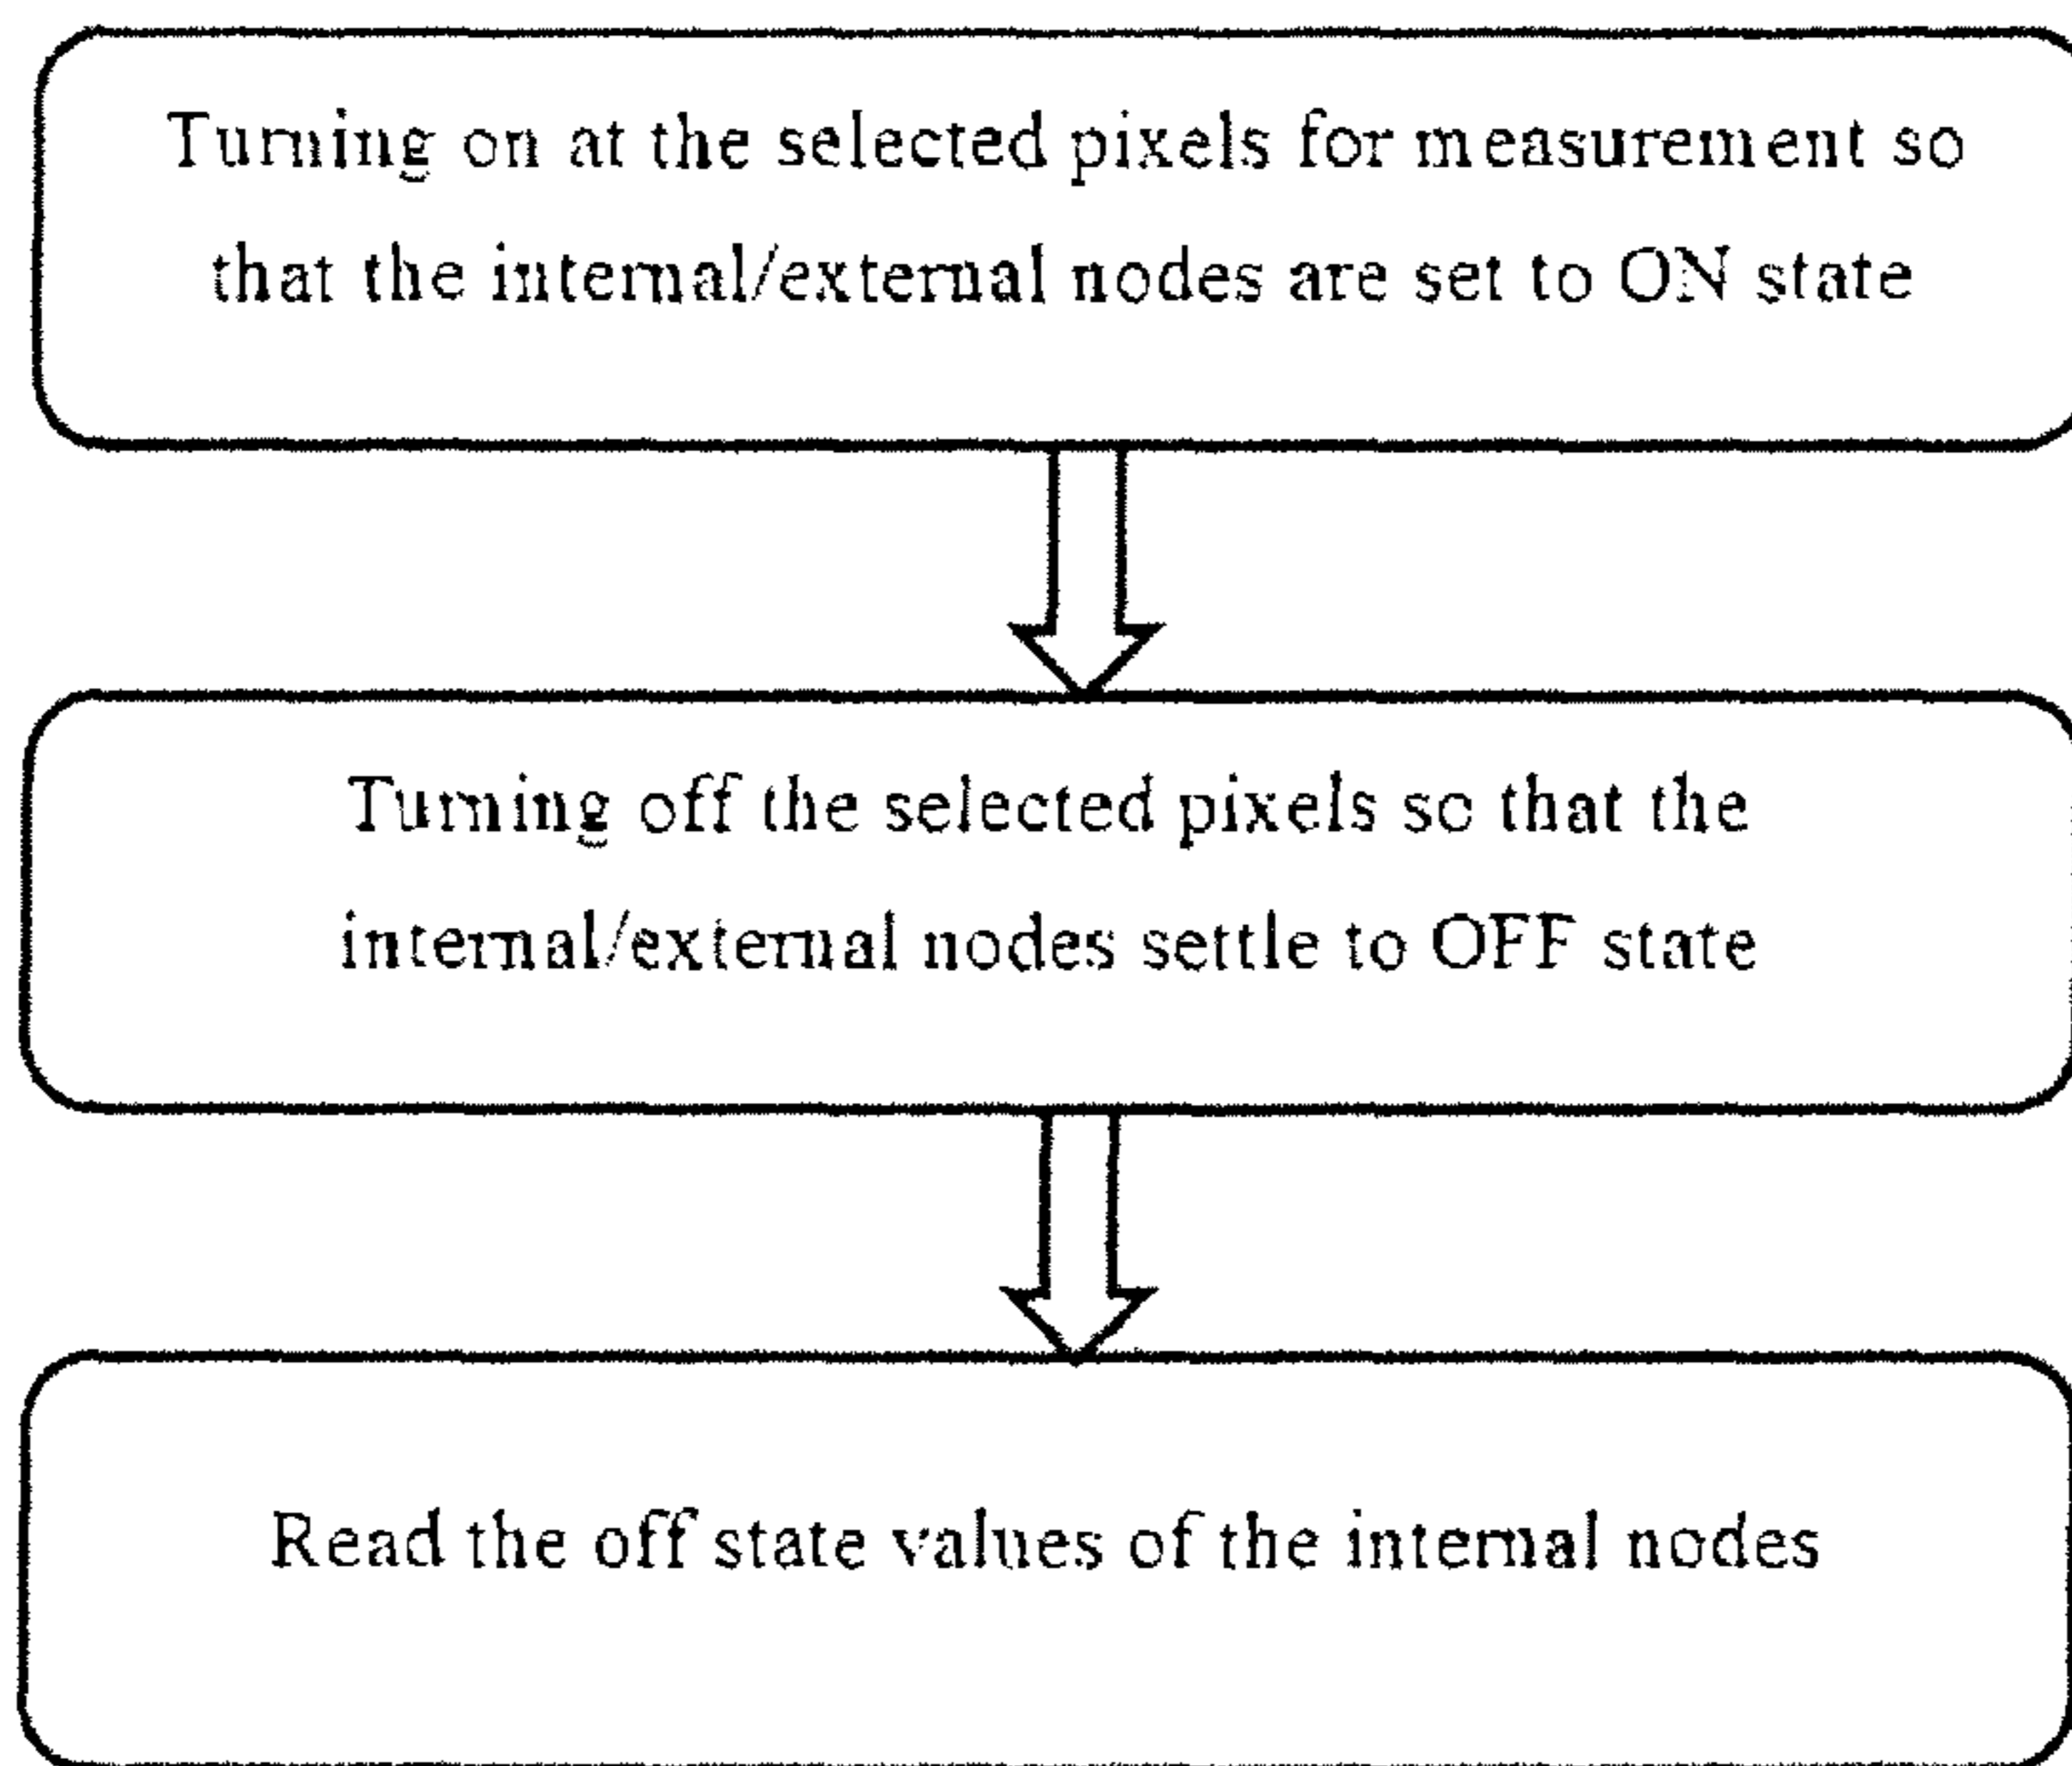 Turning on at the selected pixels for measurement so
that the internal/external nodes are set to ON state
Turning off the selected pixels so that the
internal/external nodes settle to OFF state
Read the off state values of the internal nodes